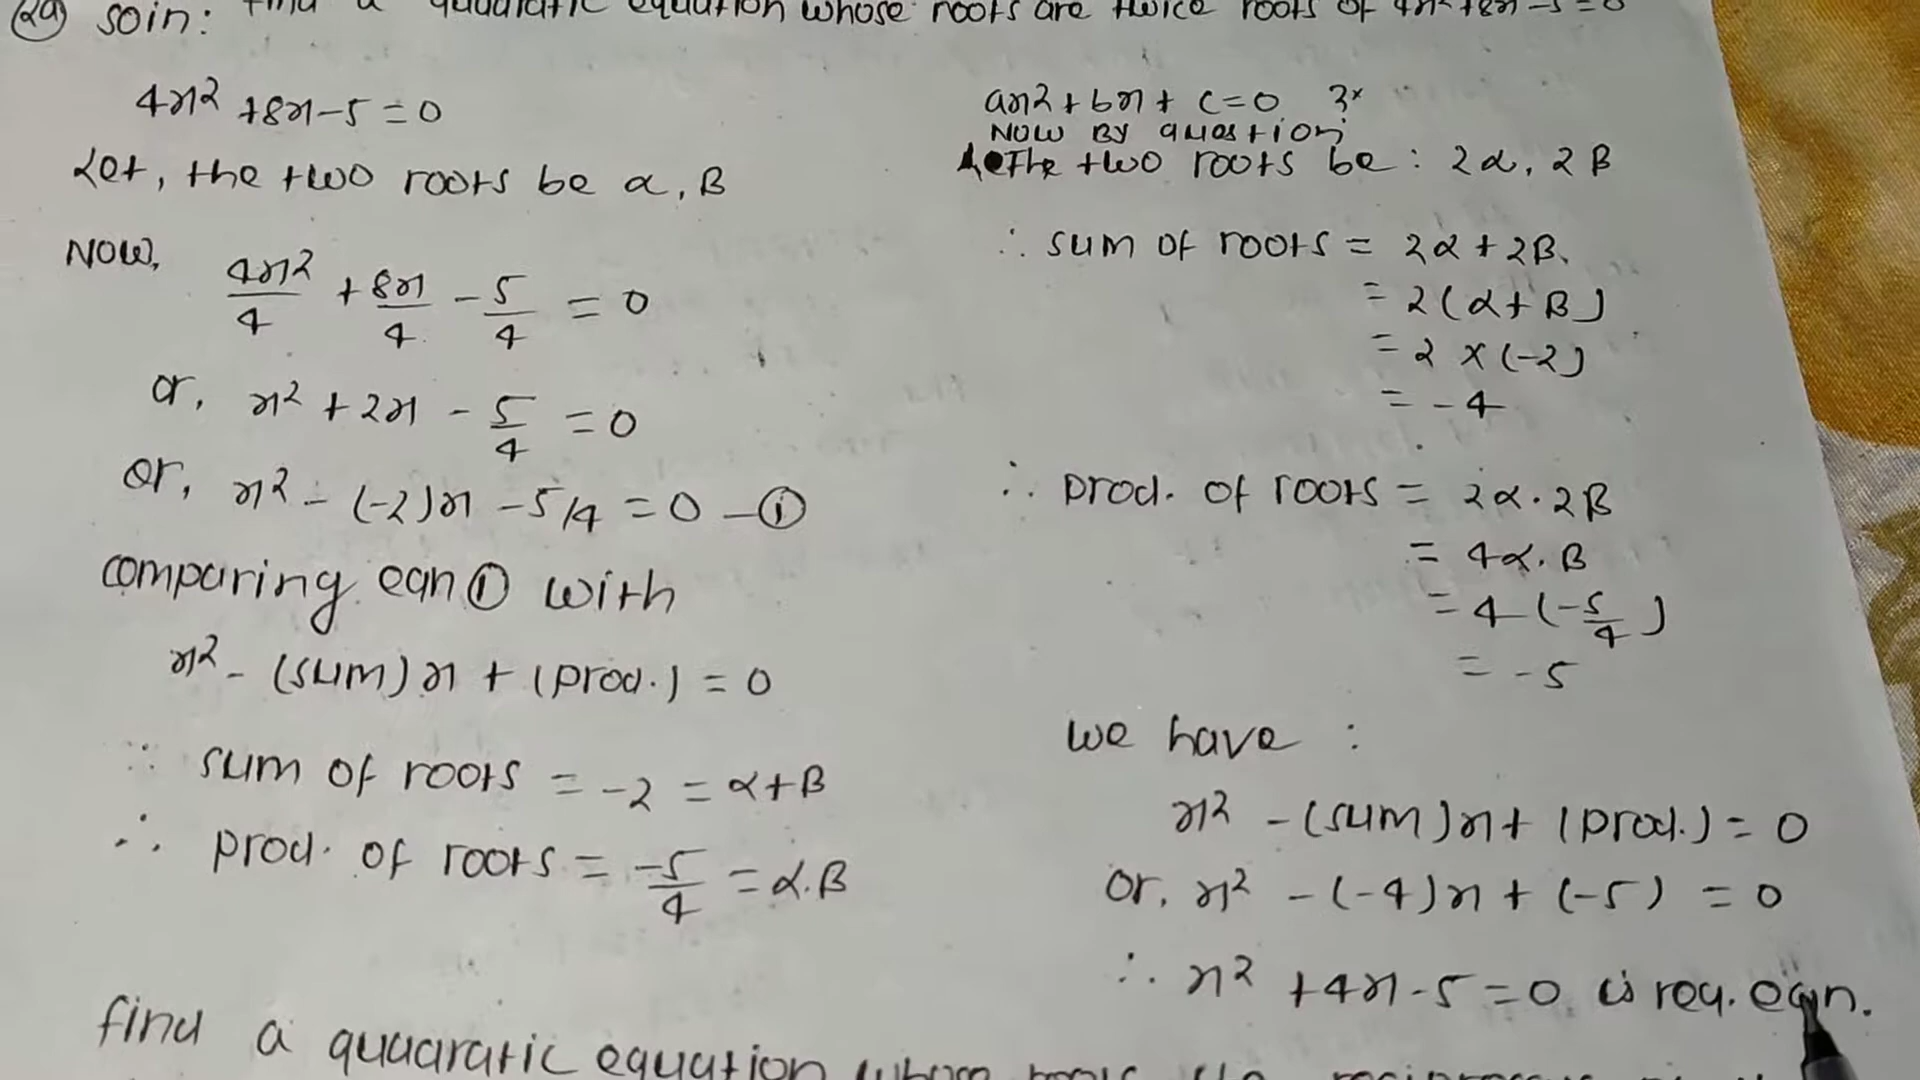 2a) Soln: Find a quadratic equation whose roots are twice roots of 4x² + 8x - 5 = 0
4x² + 8x - 5 = 0
Let, the two roots be α, β
Now,
4x²/4 + 8x/4 - 5/4 = 0
or, x² + 2x - 5/4 = 0
or, x² - (-2)x - 5/4 = 0 — ①
comparing eqn ① with
x² - (sum)x + (prod.) = 0
∴ sum of roots = -2 = α + β
∴ prod. of roots = -5/4 = α.β
ax² + bx + c = 0
Now By question,
The two roots be : 2α, 2β
∴ sum of roots = 2α + 2β.
= 2(α + β)
= 2 × (-2)
= -4
∴ prod. of roots = 2α . 2β
= 4α.β
= 4(-5/4)
= -5
we have :
x² - (sum)x + (prod.) = 0
or, x² - (-4)x + (-5) = 0
∴ x² + 4x - 5 = 0 is req. eqn.
find a quadratic equation whose roots